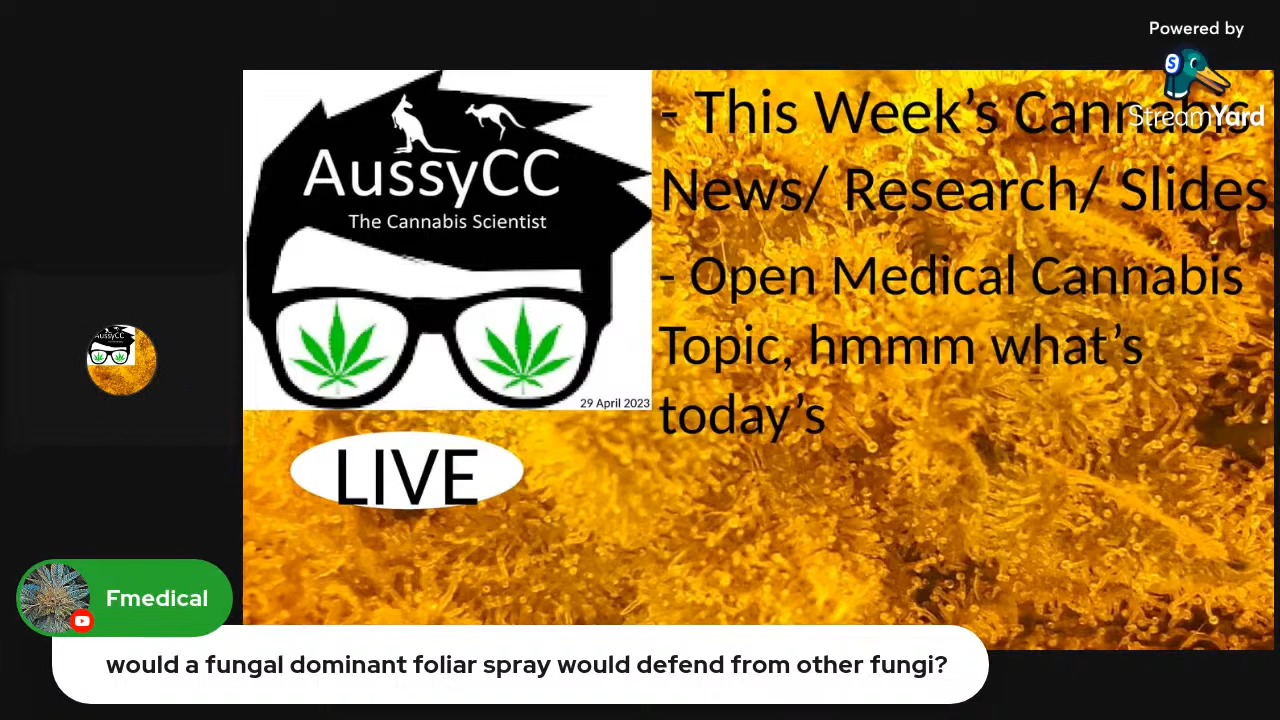 Powered by
StreamYard
- This Week’s Cannabis
News/ Research/ Slides
- Open Medical Cannabis
Topic, hmmm what’s
today’s
AussyCC
The Cannabis Scientist
29 April 2023
LIVE
AussyCC
Fmedical
would a fungal dominant foliar spray would defend from other fungi?